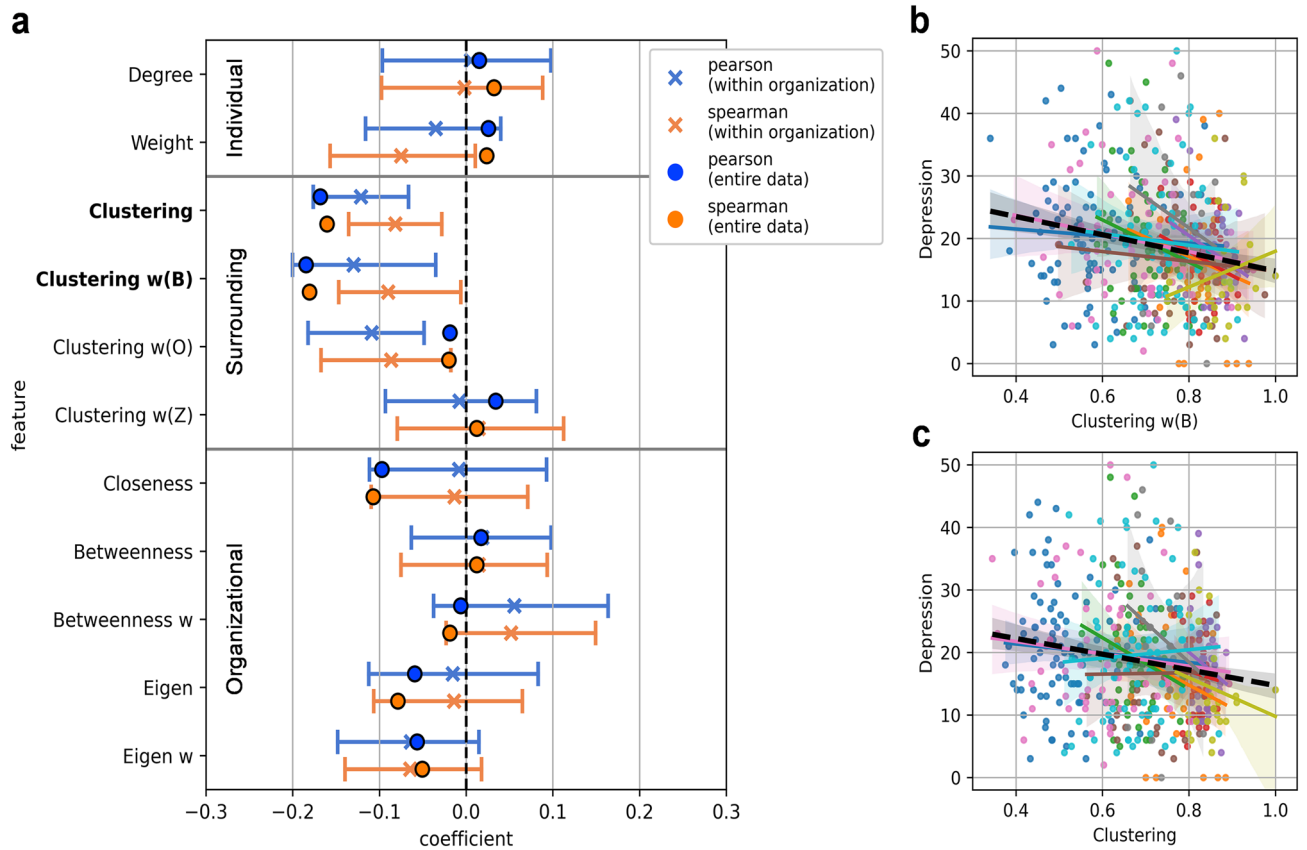 a
Individual
Surrounding
Organizational
feature
Degree
Weight
Clustering
Clustering w(B)
Clustering w(O)
Clustering w(Z)
Closeness
Betweenness
Betweenness w
Eigen
Eigen w
−0.3 −0.2 −0.1 0.0 0.1 0.2 0.3
coefficient
pearson
(within organization)
spearman
(within organization)
pearson
(entire data)
spearman
(entire data)
b
Depression
50
40
30
20
10
0
0.4 0.6 0.8 1.0
Clustering w(B)
c
Depression
50
40
30
20
10
0
0.4 0.6 0.8 1.0
Clustering